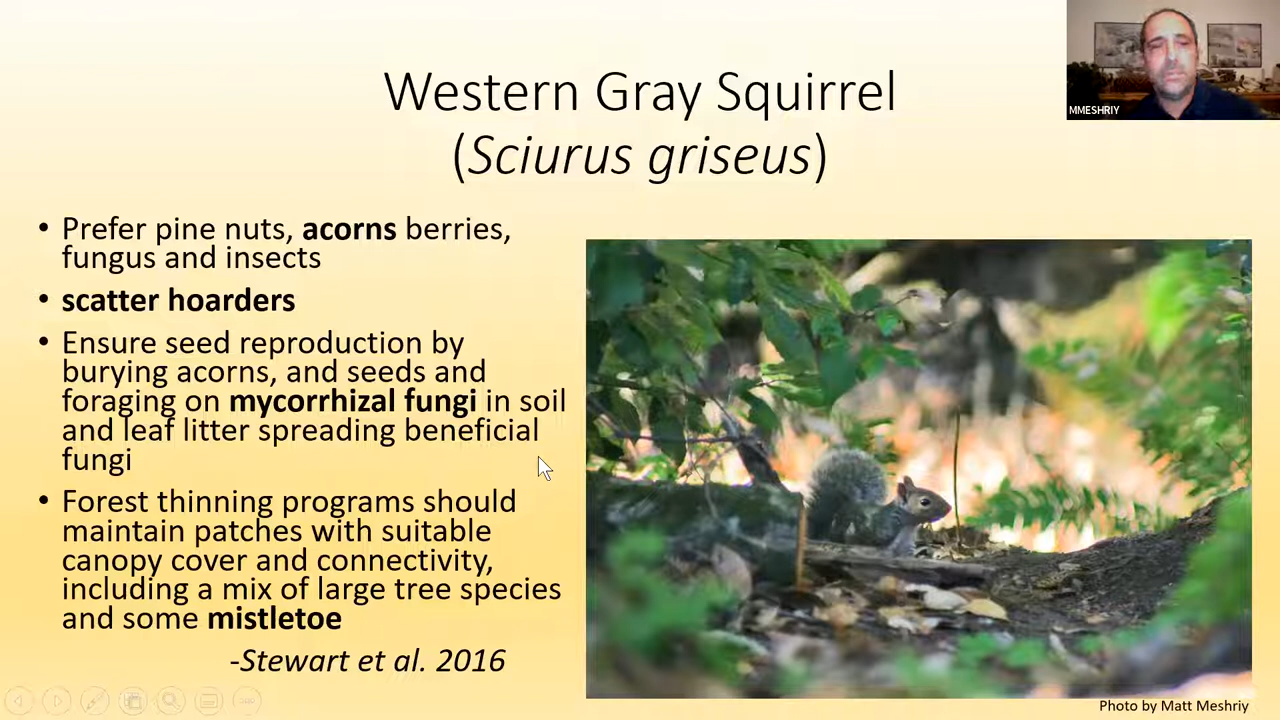 Western Gray Squirrel
(Sciurus griseus)
MMESHRIY
• Prefer pine nuts, acorns berries,
fungus and insects
• scatter hoarders
• Ensure seed reproduction by
burying acorns, and seeds and
foraging on mycorrhizal fungi in soil
and leaf litter spreading beneficial
fungi
• Forest thinning programs should
maintain patches with suitable
canopy cover and connectivity,
including a mix of large tree species
and some mistletoe
-Stewart et al. 2016
Photo by Matt Meshriy